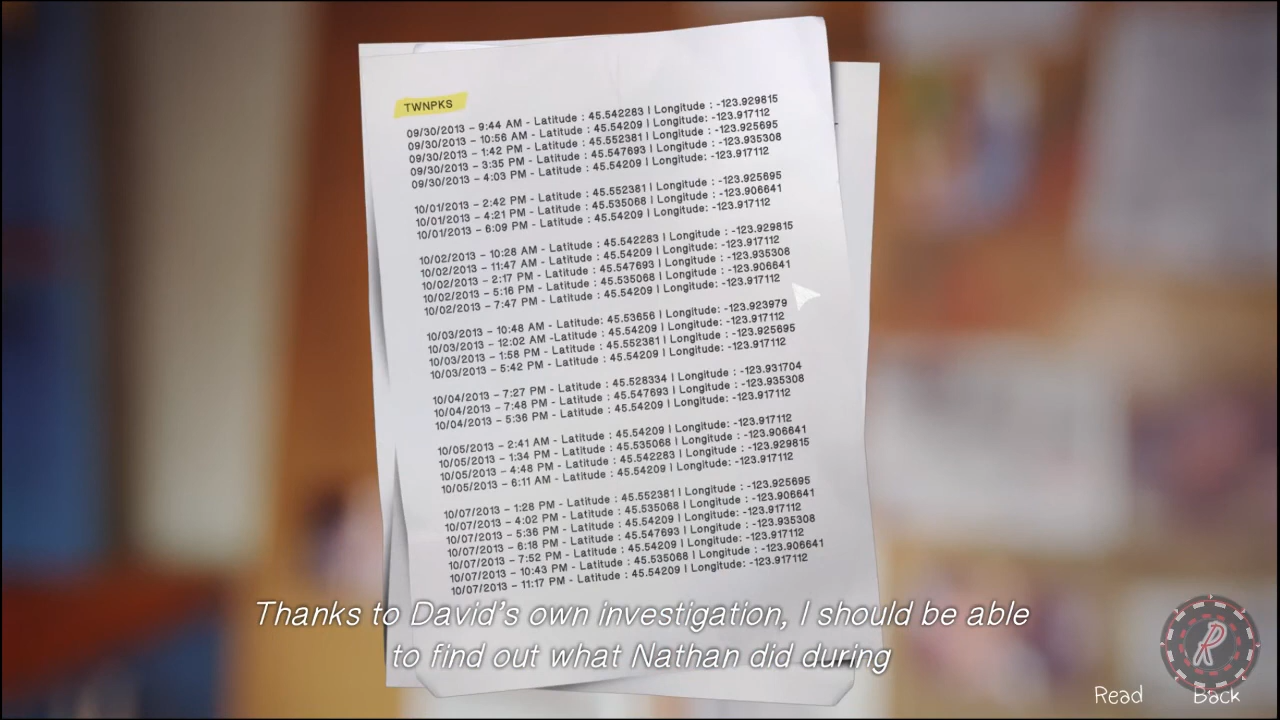 TWNPKS
09/30/2013 – 9:44 AM - Latitude : 45.542283 | Longitude : -123.929815
09/30/2013 – 10:56 AM - Latitude : 45.54209 | Longitude: -123.917112
09/30/2013 – 1:42 PM - Latitude : 45.552381 | Longitude : -123.925695
09/30/2013 – 3:35 PM - Latitude : 45.547693 | Longitude : -123.935308
09/30/2013 – 4:03 PM - Latitude : 45.54209 | Longitude: -123.917112
10/01/2013 – 2:42 PM - Latitude : 45.552381 | Longitude : -123.925695
10/01/2013 – 4:21 PM - Latitude : 45.535068 | Longitude : -123.906641
10/01/2013 – 6:09 PM - Latitude : 45.54209 | Longitude: -123.917112
10/02/2013 – 10:28 AM - Latitude : 45.542283 | Longitude : -123.929815
10/02/2013 – 11:47 AM - Latitude : 45.54209 | Longitude: -123.917112
10/02/2013 – 2:17 PM - Latitude : 45.547693 | Longitude : -123.935308
10/02/2013 – 5:16 PM - Latitude : 45.535068 | Longitude : -123.906641
10/02/2013 – 7:47 PM - Latitude : 45.54209 | Longitude: -123.917112
10/03/2013 – 10:48 AM - Latitude: 45.53656 | Longitude: -123.923979
10/03/2013 – 12:02 AM -Latitude : 45.54209 | Longitude: -123.917112
10/03/2013 – 1:58 PM - Latitude : 45.552381 | Longitude : -123.925695
10/03/2013 – 5:42 PM - Latitude : 45.54209 | Longitude: -123.917112
10/04/2013 – 7:27 PM - Latitude : 45.528334 | Longitude : -123.931704
10/04/2013 – 7:48 PM - Latitude : 45.547693 | Longitude : -123.935308
10/04/2013 – 5:36 PM - Latitude : 45.54209 | Longitude: -123.917112
10/05/2013 – 2:41 AM - Latitude : 45.54209 | Longitude: -123.917112
10/05/2013 – 1:34 PM - Latitude : 45.535068 | Longitude : -123.906641
10/05/2013 – 4:48 PM - Latitude : 45.542283 | Longitude : -123.929815
10/05/2013 – 6:11 AM - Latitude : 45.54209 | Longitude: -123.917112
10/07/2013 – 1:28 PM - Latitude : 45.552381 | Longitude : -123.925695
10/07/2013 – 4:02 PM - Latitude : 45.535068 | Longitude : -123.906641
10/07/2013 – 5:36 PM - Latitude : 45.54209 | Longitude: -123.917112
10/07/2013 – 6:18 PM - Latitude : 45.547693 | Longitude : -123.935308
10/07/2013 – 7:52 PM - Latitude : 45.54209 | Longitude: -123.917112
10/07/2013 – 10:43 PM - Latitude : 45.535068 | Longitude : -123.906641
10/07/2013 – 11:17 PM - Latitude : 45.54209 | Longitude: -123.917112
Thanks to David's own investigation, I should be able
to find out what Nathan did during
Read Back
R